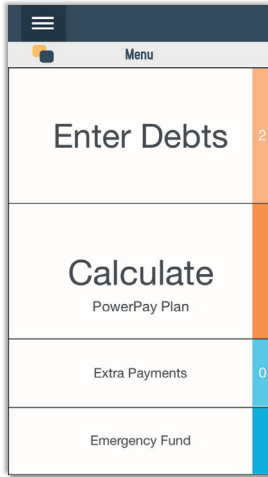 Menu
Enter Debts
2
Calculate
PowerPay Plan
Extra Payments
0
Emergency Fund